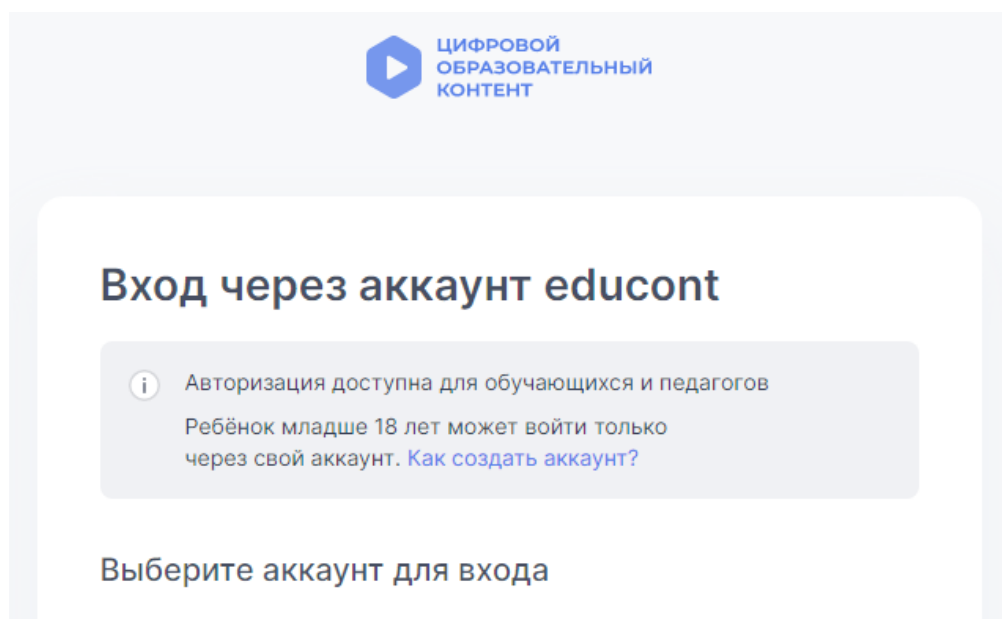 ЦИФРОВОЙ
ОБРАЗОВАТЕЛЬНЫЙ
КОНТЕНТ
Вход через аккаунт educont
i
Авторизация доступна для обучающихся и педагогов
Ребёнок младше 18 лет может войти только
через свой аккаунт. Как создать аккаунт?
Выберите аккаунт для входа